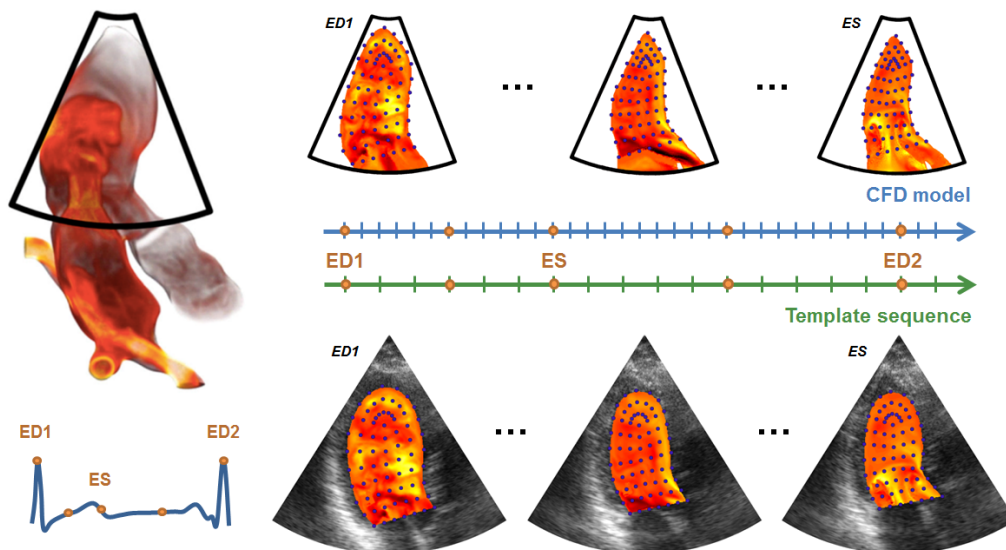 ED1
...
...
ES
CFD model
ED1
ES
ED2
Template sequence
ED1
...
...
ES
ED1
ED2
ES